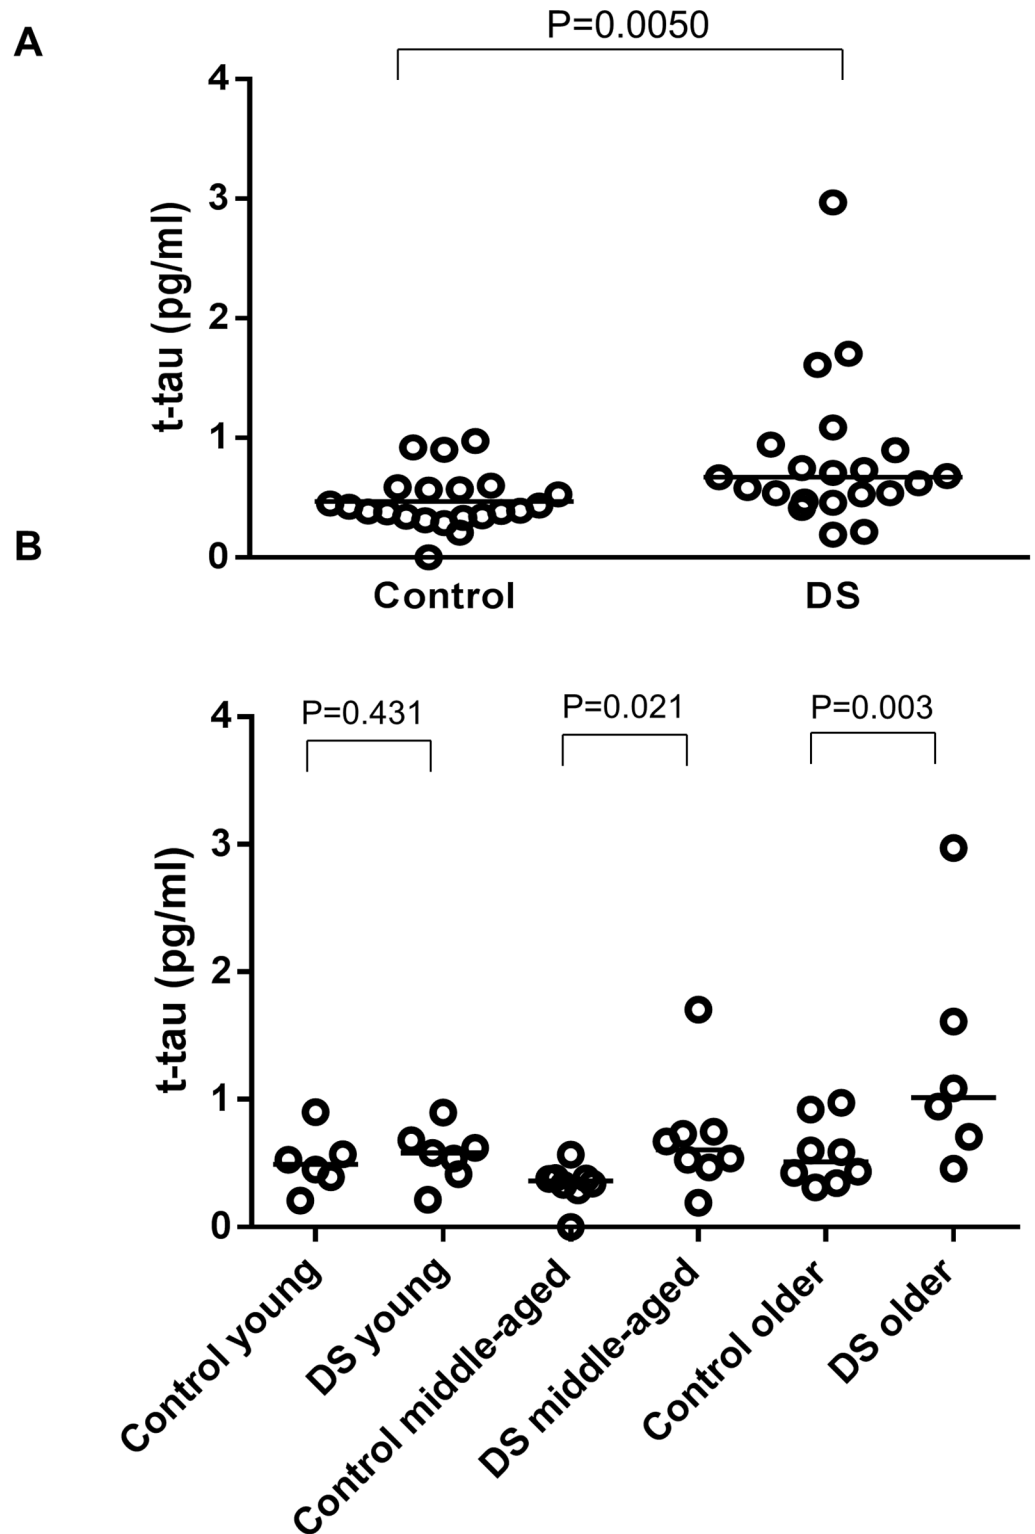 A
P=0.0050
4
3
2
1
0
t-tau (pg/ml)
Control DS
B
P=0.431 P=0.021 P=0.003
4
3
2
1
0
t-tau (pg/ml)
Control young
DS young
Control middle-aged
DS middle-aged
Control older
DS older